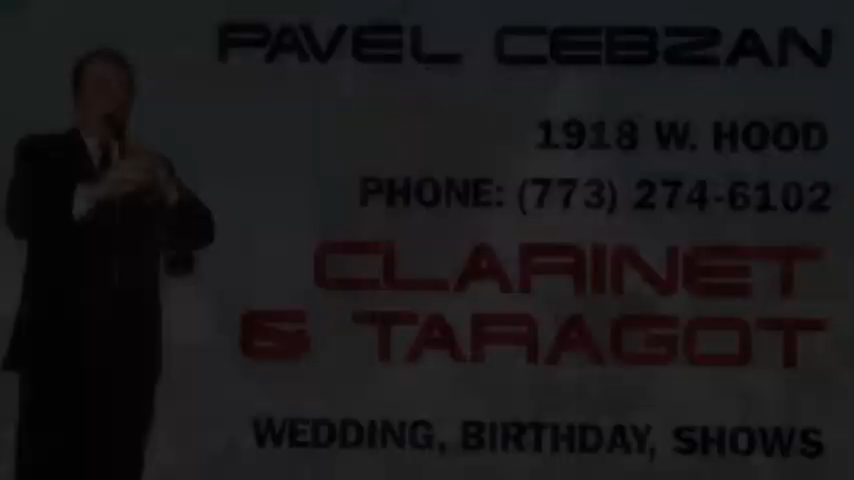 PAVEL CEBZAN
1918 W. HOOD
PHONE: (773) 274-6102
CLARINET
& TARAGOT
WEDDING, BIRTHDAY, SHOWS